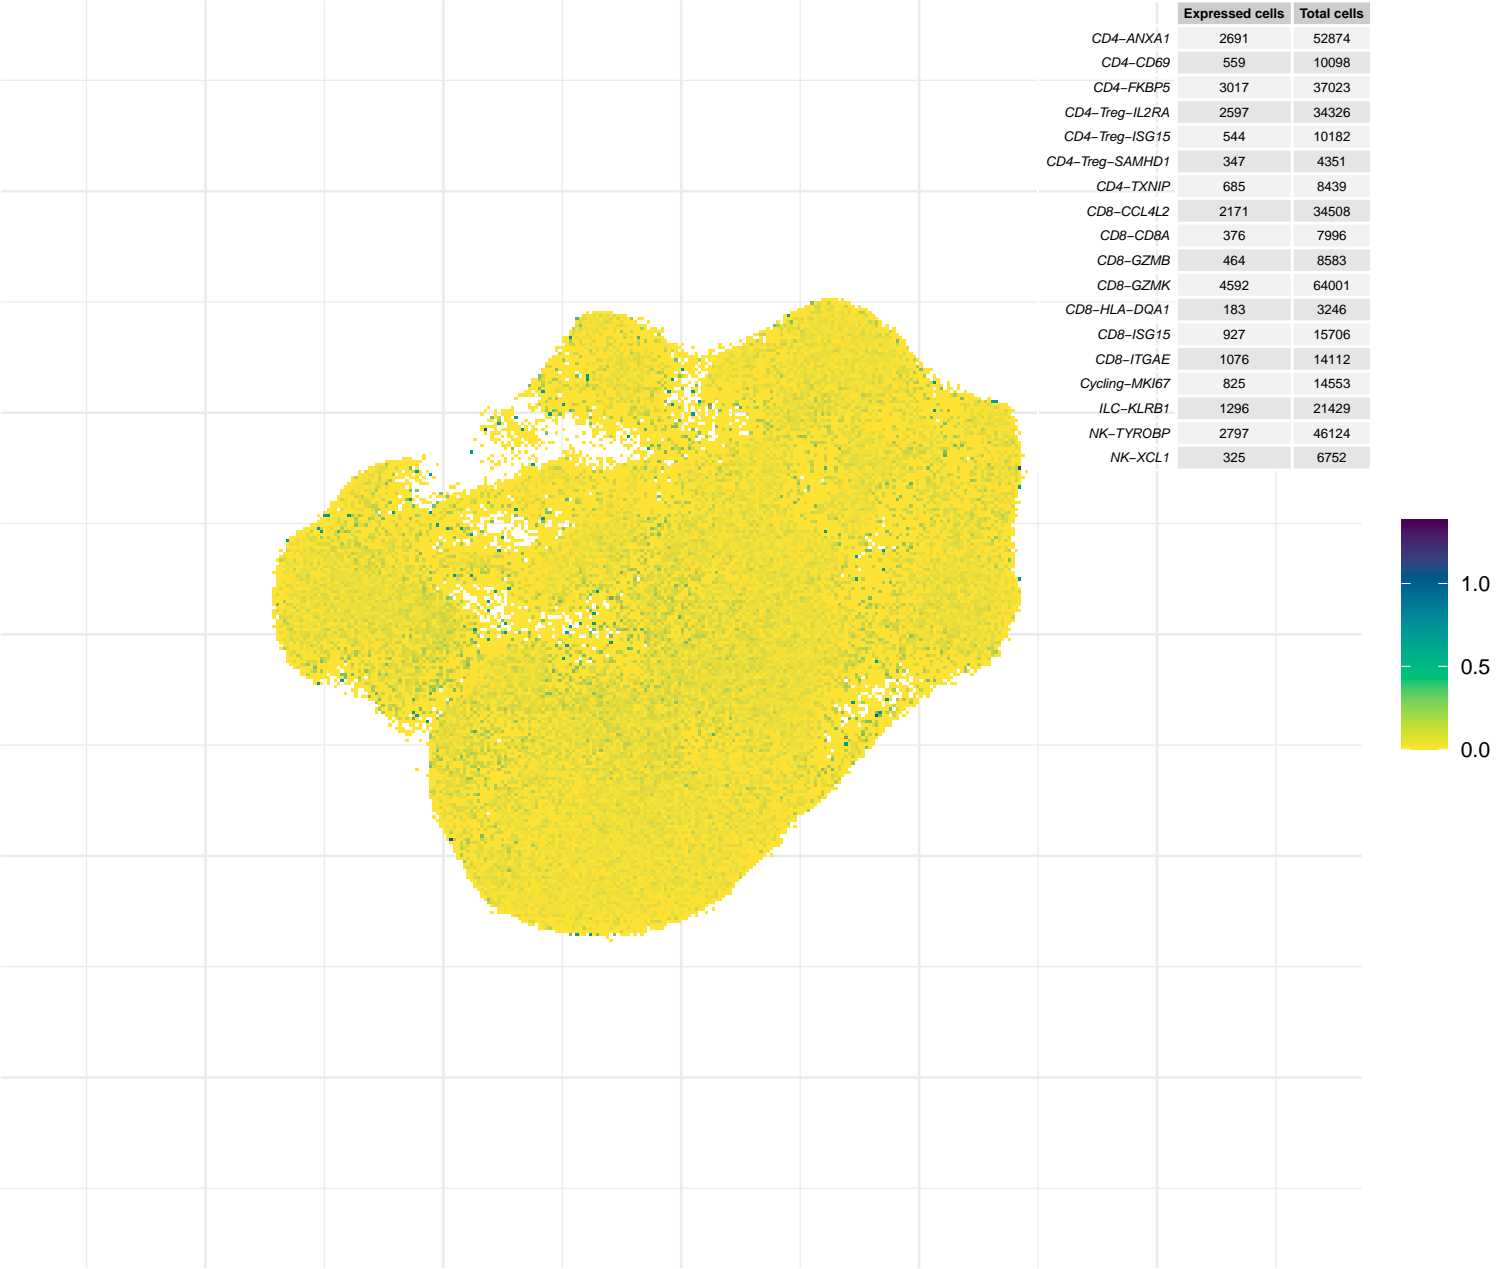 Expressed cells Total cells
CD4−ANXA1 2691 52874
CD4−CD69 559 10098
CD4−FKBP5 3017 37023
CD4−Treg−IL2RA 2597 34326
CD4−Treg−ISG15 544 10182
CD4−Treg−SAMHD1 347 4351
CD4−TXNIP 685 8439
CD8−CCL4L2 2171 34508
CD8−CD8A 376 7996
CD8−GZMB 464 8583
CD8−GZMK 4592 64001
CD8−HLA−DQA1 183 3246
CD8−ISG15 927 15706
CD8−ITGAE 1076 14112
Cycling−MKI67 825 14553
ILC−KLRB1 1296 21429
NK−TYROBP 2797 46124
NK−XCL1 325 6752
1.0
0.5
0.0